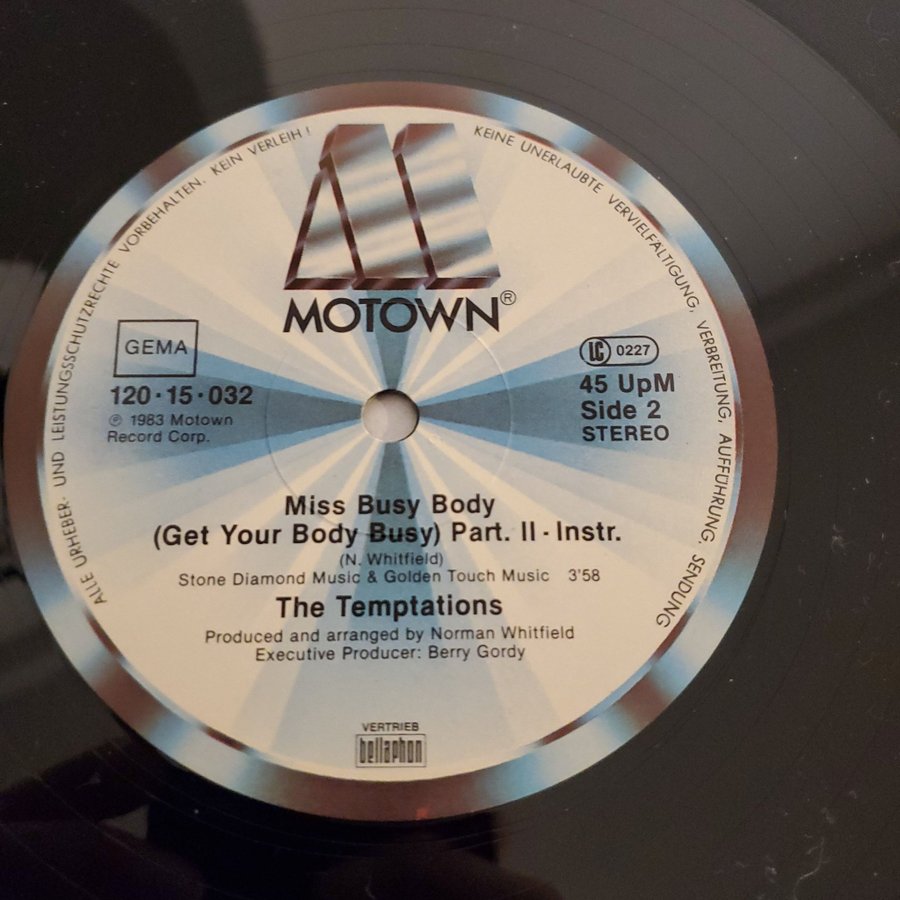 ALLE URHEBER- UND LEISTUNGSSCHUTZRECHTE VORBEHALTEN. KEIN VERLEIH! KEINE UNERLAUBTE VERVIELFÄLTIGUNG, VERBREITUNG, AUFFÜHRUNG, SENDUNG
MOTOWN®
GEMA
LC 0227
120·15·032
℗ 1983 Motown
Record Corp.
45 UpM
Side 2
STEREO
Miss Busy Body
(Get Your Body Busy) Part. II - Instr.
(N. Whitfield)
Stone Diamond Music & Golden Touch Music 3'58
The Temptations
Produced and arranged by Norman Whitfield
Executive Producer: Berry Gordy
VERTRIEB
bellaphon